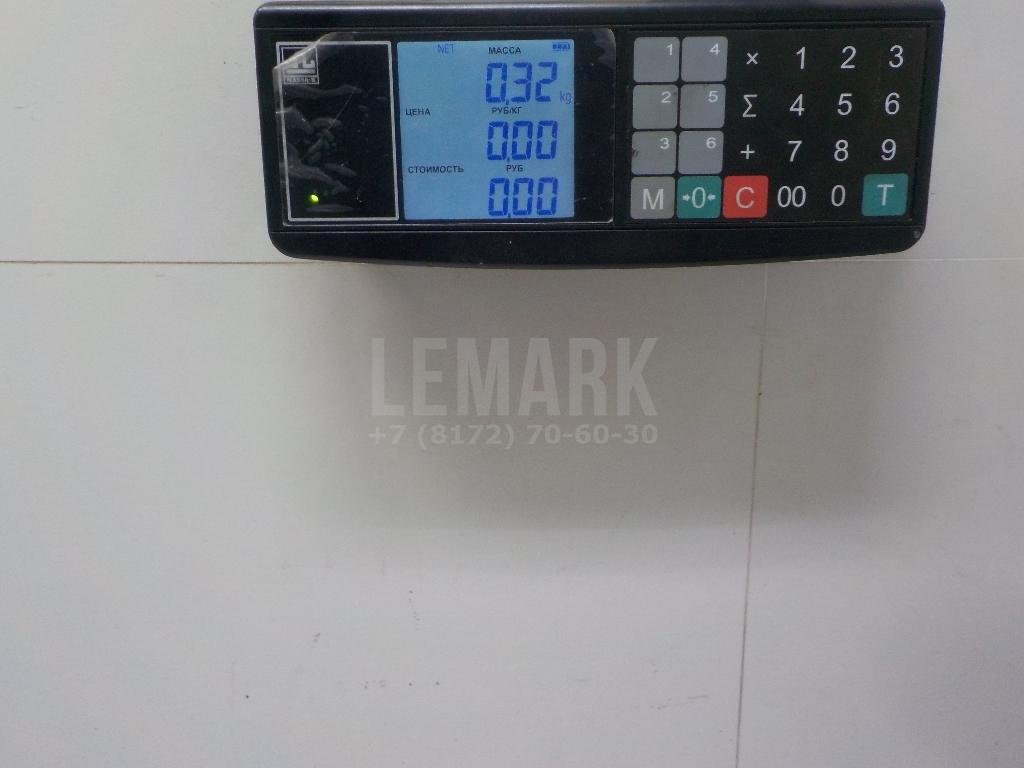 NET МАССА
0,32 kg
ЦЕНА РУБ/КГ
0,00
СТОИМОСТЬ РУБ
0,00
МАССА-К
1 4 × 1 2 3
2 5 Σ 4 5 6
3 6 + 7 8 9
M →0← C 00 0 T
LEMARK
+7 (8172) 70-60-30